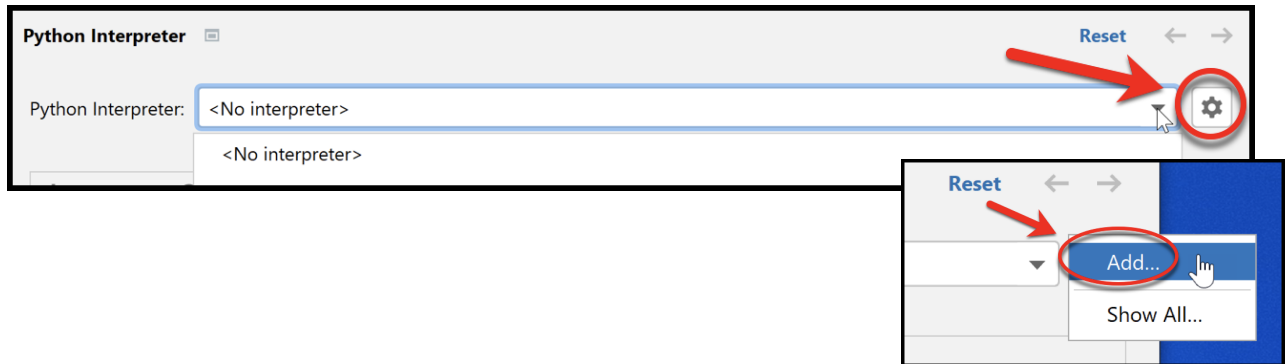 Python Interpreter Reset
Python Interpreter: <No interpreter>
<No interpreter>
Reset
Add...
Show All...